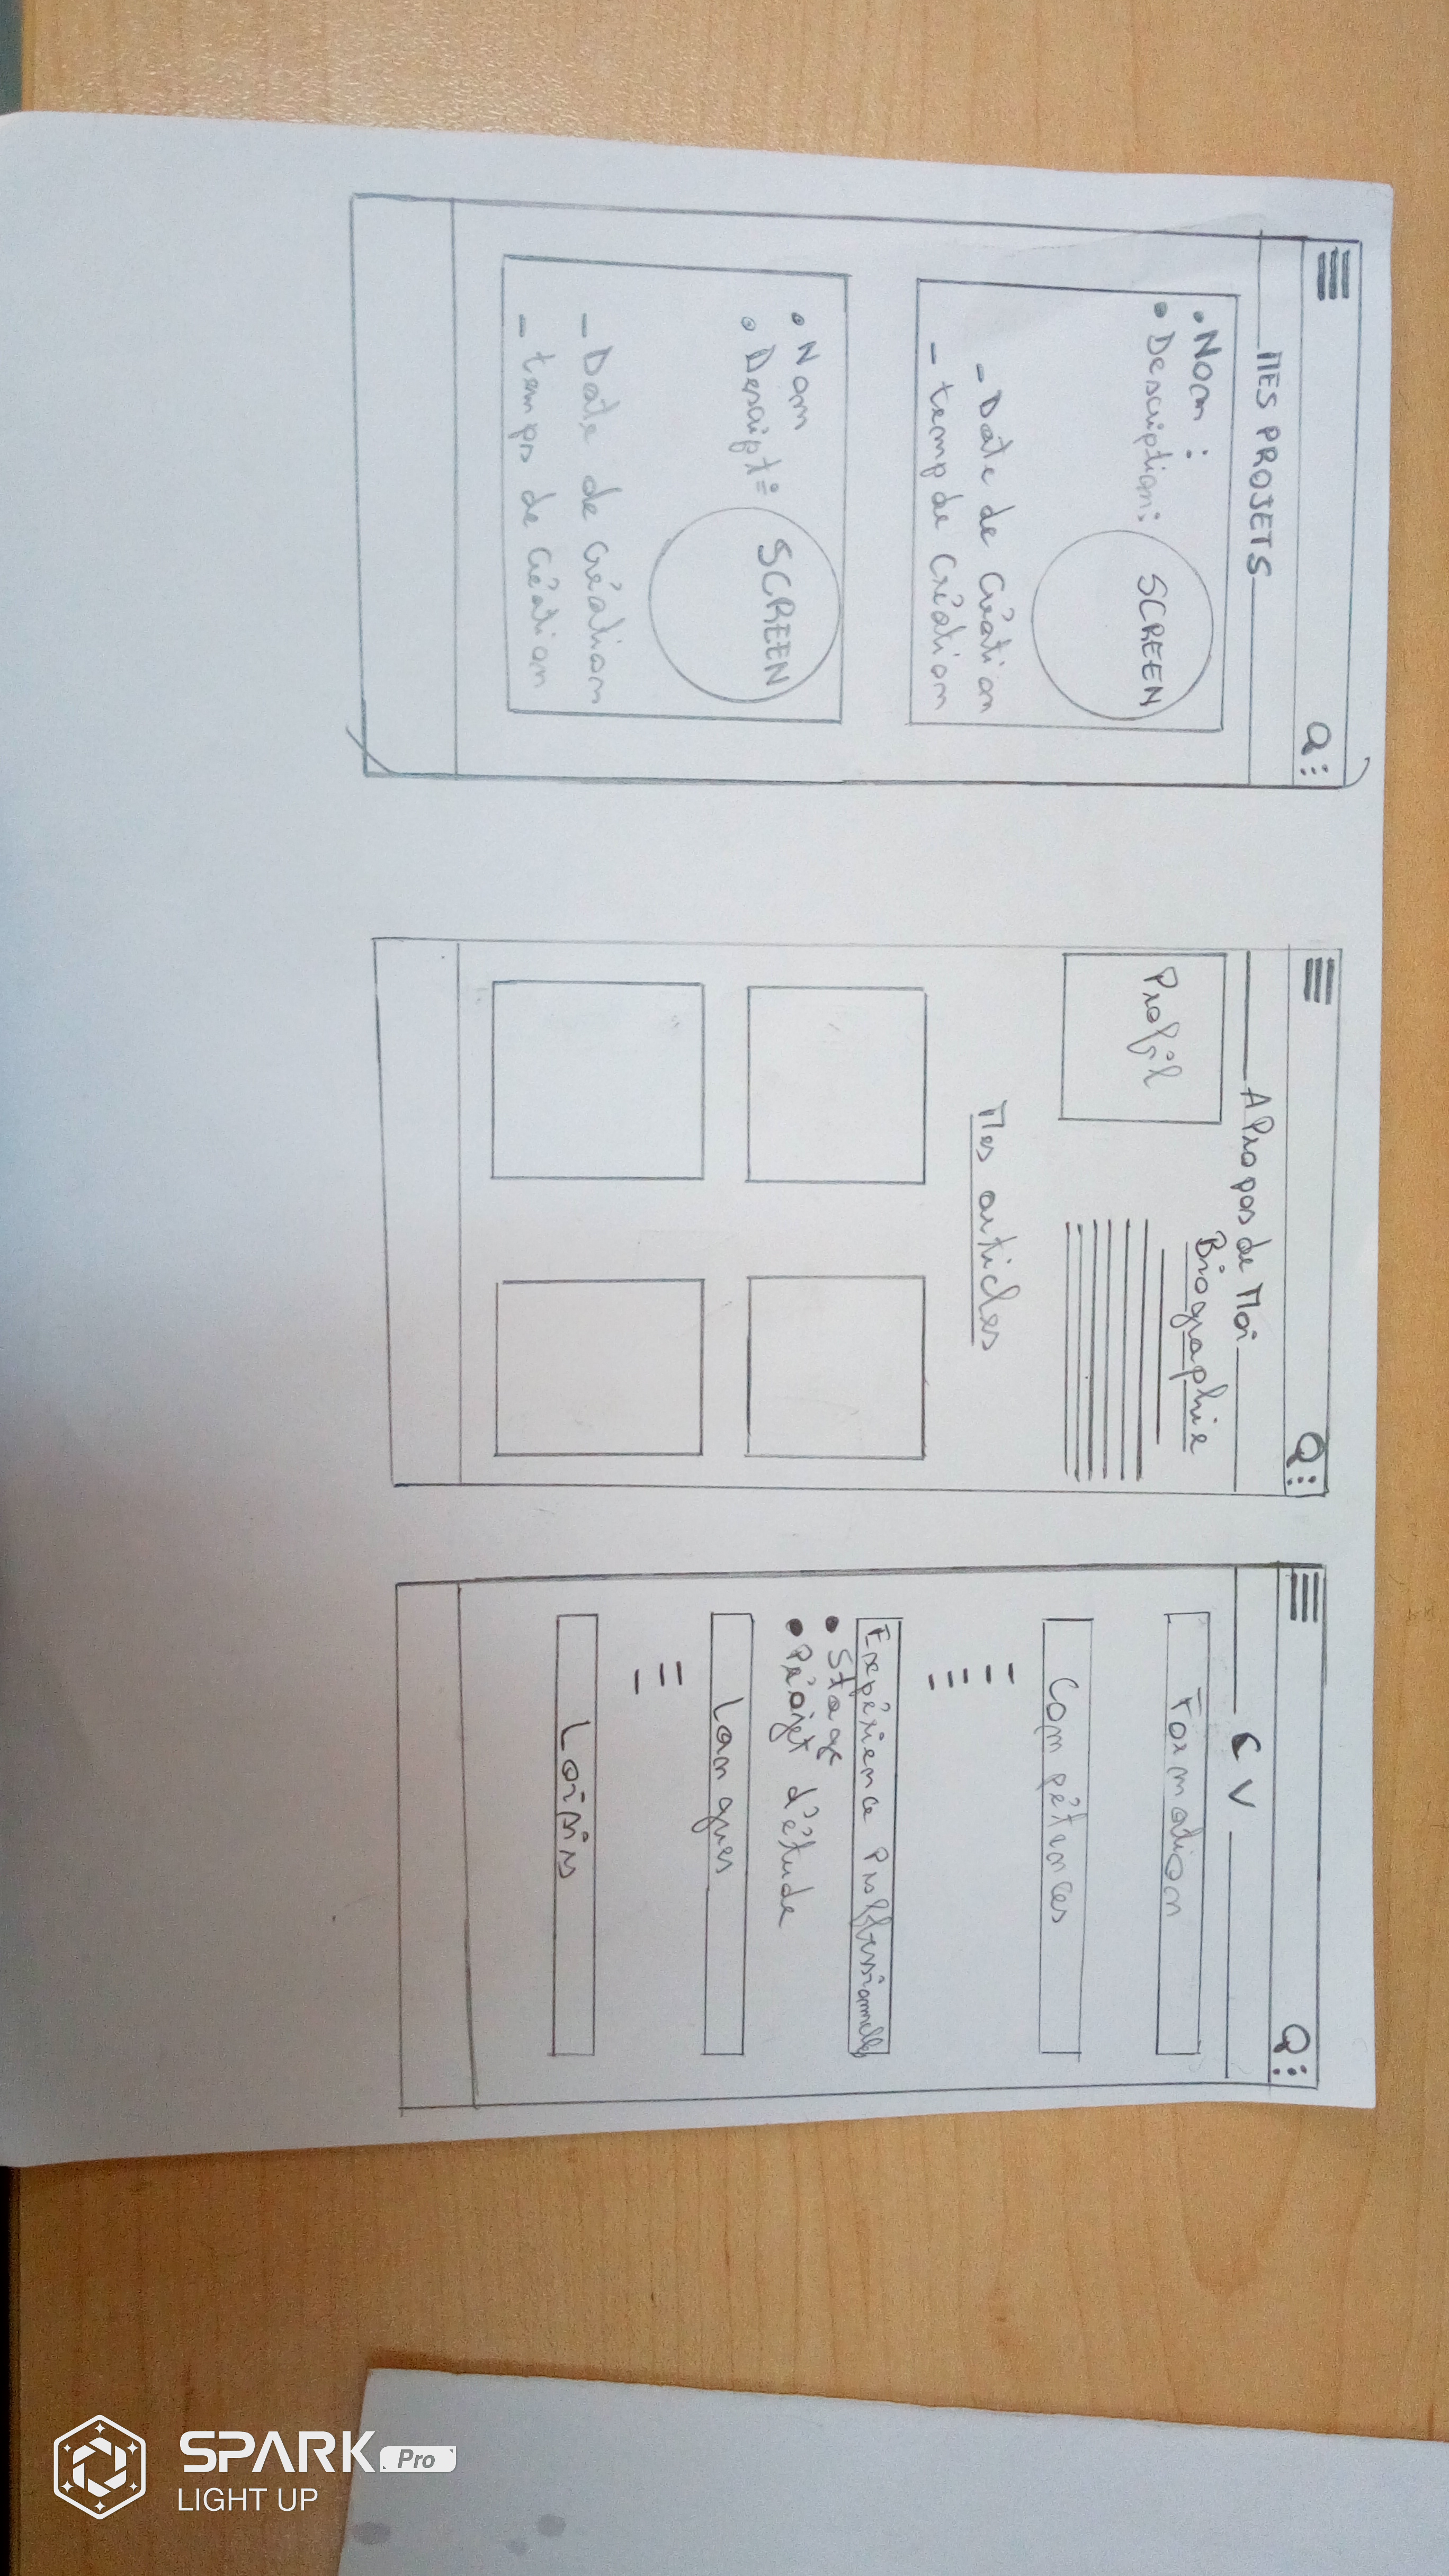 MES PROJETS
Q :
• Nom :
• Description :
SCREEN
- Date de création
- temp de création
• Nom
• Descript :
SCREEN
- Date de création
- temps de création
Q :
A Propos de Moi
Profil
Biographie
Mes articles
Q :
CV
Formation
Compétences
Expérience Professionnelle
• Stage
• Projet d'étude
Langues
Loisirs
SPARK Pro
LIGHT UP